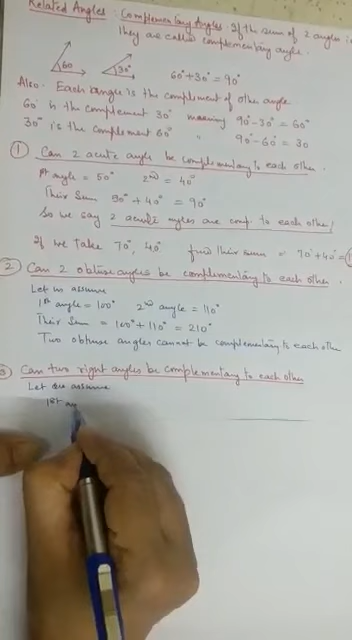 Related Angles : Complementary Angles . If the sum of 2 angles i
they are called complementary angle.
60° 30° 60°+30° = 90°
Also. Each angle is the complement of other angle
60° is the complement 30° meaning 90°-30° = 60°
30° is the complement 60° " 90°-60° = 30
① Can 2 acute angle be complementary to each other.
1st angle = 50° 2nd = 40°
Their Sum 50° + 40° = 90°
So we say 2 acute angles are comp. to each other
If we take 70°, 40° find their sum = 70°+40° =
2) Can 2 obtuse angles be complementary to each other.
Let us assume
1st angle = 100° 2nd angle = 110°
Their Sum = 100°+110° = 210°
Two obtuse angles cannot be complementary to each oth
Can two right angles be complementary to each other
Let us assume
1st an